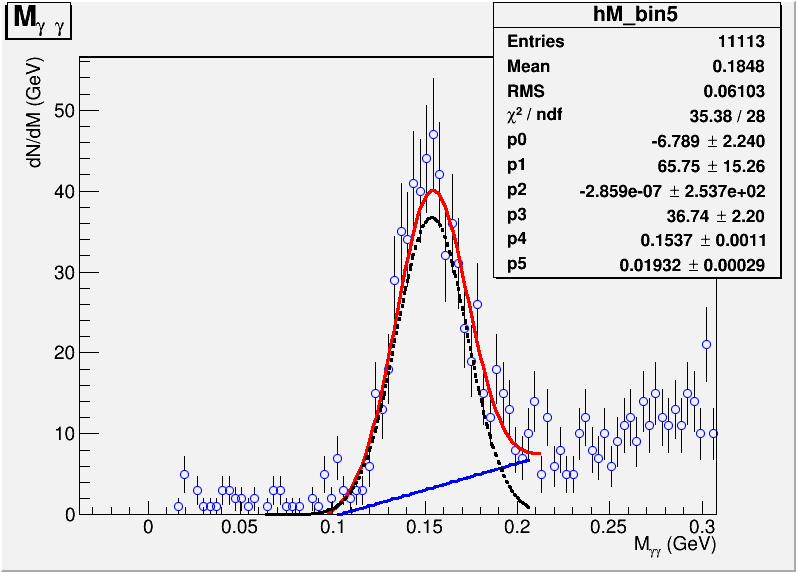 Mγ γ
hM_bin5
Entries 11113
Mean 0.1848
RMS 0.06103
χ² / ndf 35.38 / 28
p0 -6.789 ± 2.240
p1 65.75 ± 15.26
p2 -2.859e-07 ± 2.537e+02
p3 36.74 ± 2.20
p4 0.1537 ± 0.0011
p5 0.01932 ± 0.00029
dN/dM (GeV)
50
40
30
20
10
0
0 0.05 0.1 0.15 0.2 0.25 0.3
Mγγ (GeV)